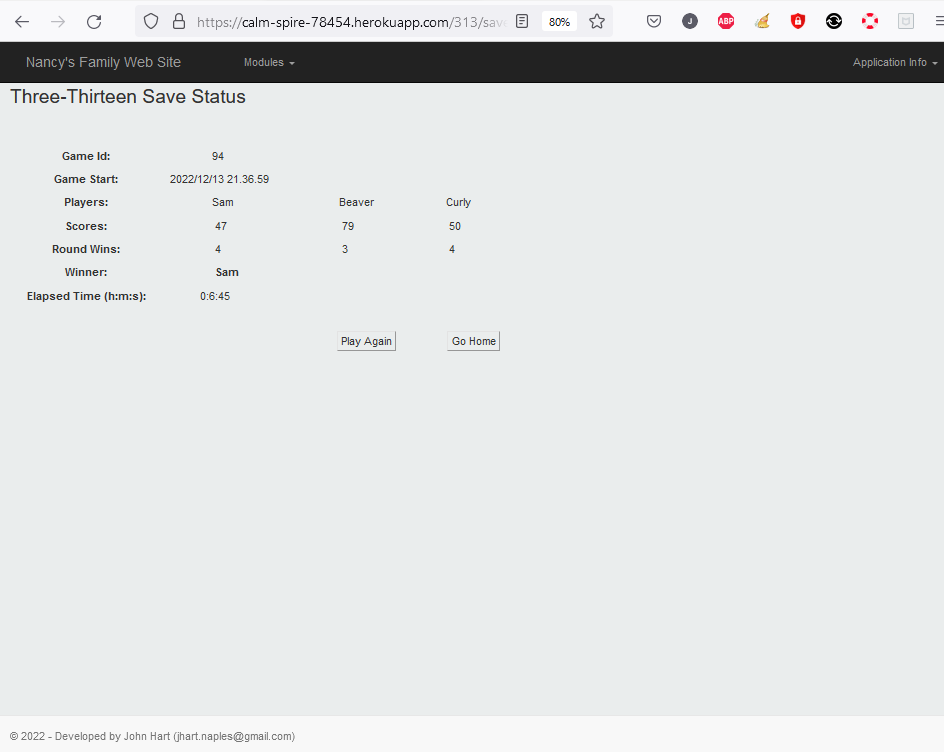 https://calm-spire-78454.herokuapp.com/313/save
80%
J
ABP
Nancy's Family Web Site Modules Application Info
Three-Thirteen Save Status
Game Id: 94
Game Start: 2022/12/13 21.36.59
Players: Sam Beaver Curly
Scores: 47 79 50
Round Wins: 4 3 4
Winner: Sam
Elapsed Time (h:m:s): 0:6:45
Play Again Go Home
© 2022 - Developed by John Hart (jhart.naples@gmail.com)